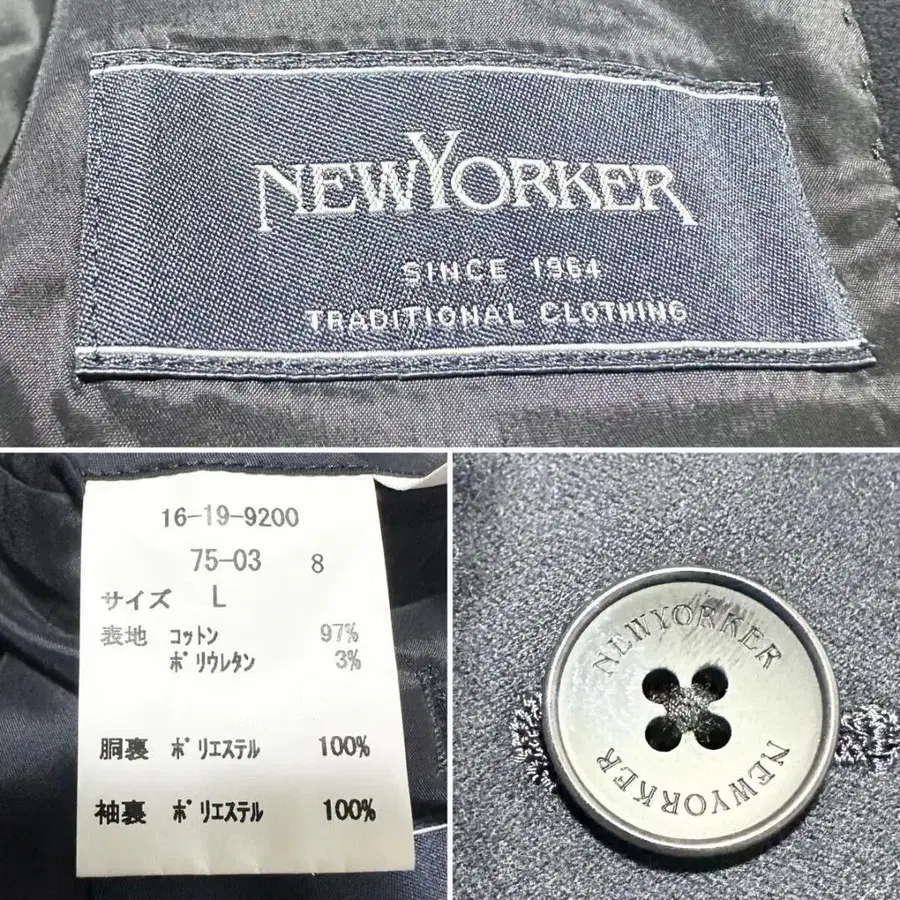 NEWYORKER
SINCE 1964
TRADITIONAL CLOTHING
16-19-9200
75-03 8
サイズ L
表地 コットン 97%
ポリウレタン 3%
胴裏 ポリエステル 100%
袖裏 ポリエステル 100%
NEWYORKER
NEWYORKER